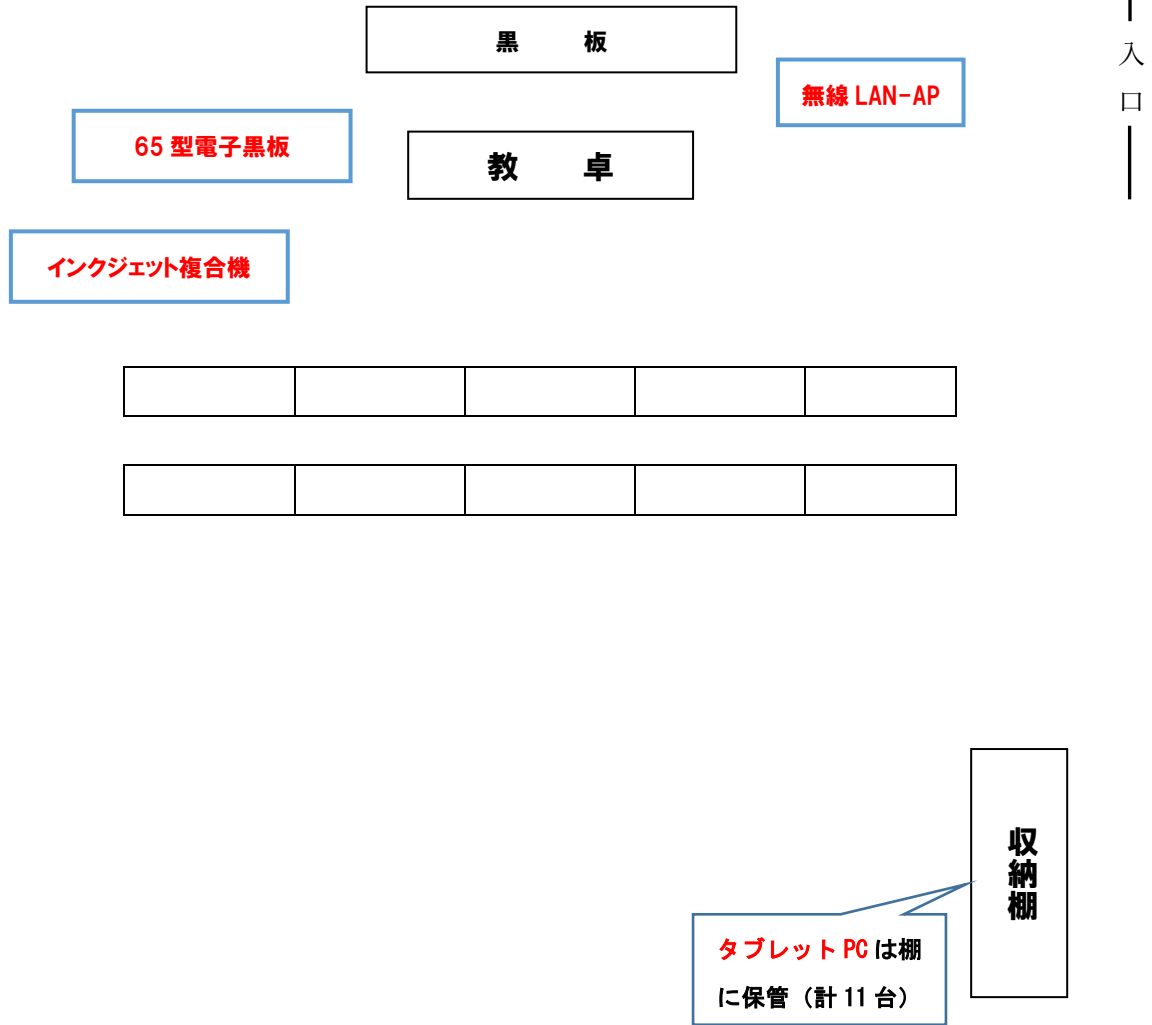 黒　板
入口
無線 LAN-AP
65 型電子黒板
教　卓
インクジェット複合機
収納棚
タブレット PC は棚
に保管（計 11 台）